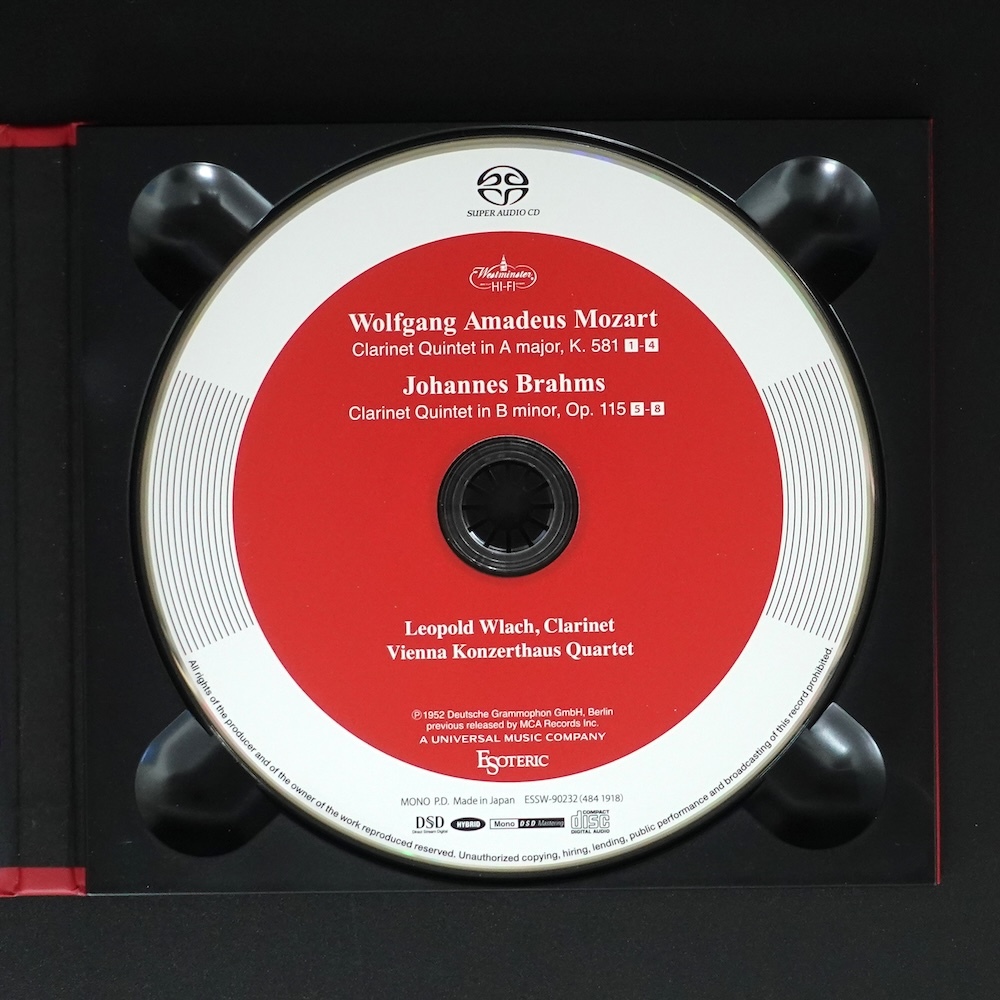 SUPER AUDIO CD
Westminster
HI-FI
Wolfgang Amadeus Mozart
Clarinet Quintet in A major, K. 581 1-4
Johannes Brahms
Clarinet Quintet in B minor, Op. 115 5-8
Leopold Wlach, Clarinet
Vienna Konzerthaus Quartet
℗1952 Deutsche Grammophon GmbH, Berlin
previous released by MCA Records Inc.
A UNIVERSAL MUSIC COMPANY
ESOTERIC
MONO P.D. Made in Japan ESSW-90232 (484 1918)
DSD Direct Stream Digital HYBRID Mono DSD Mastering COMPACT disc DIGITAL AUDIO
All rights of the producer and of the owner of the work reproduced reserved. Unauthorized copying, hiring, lending, public performance and broadcasting of this record prohibited.